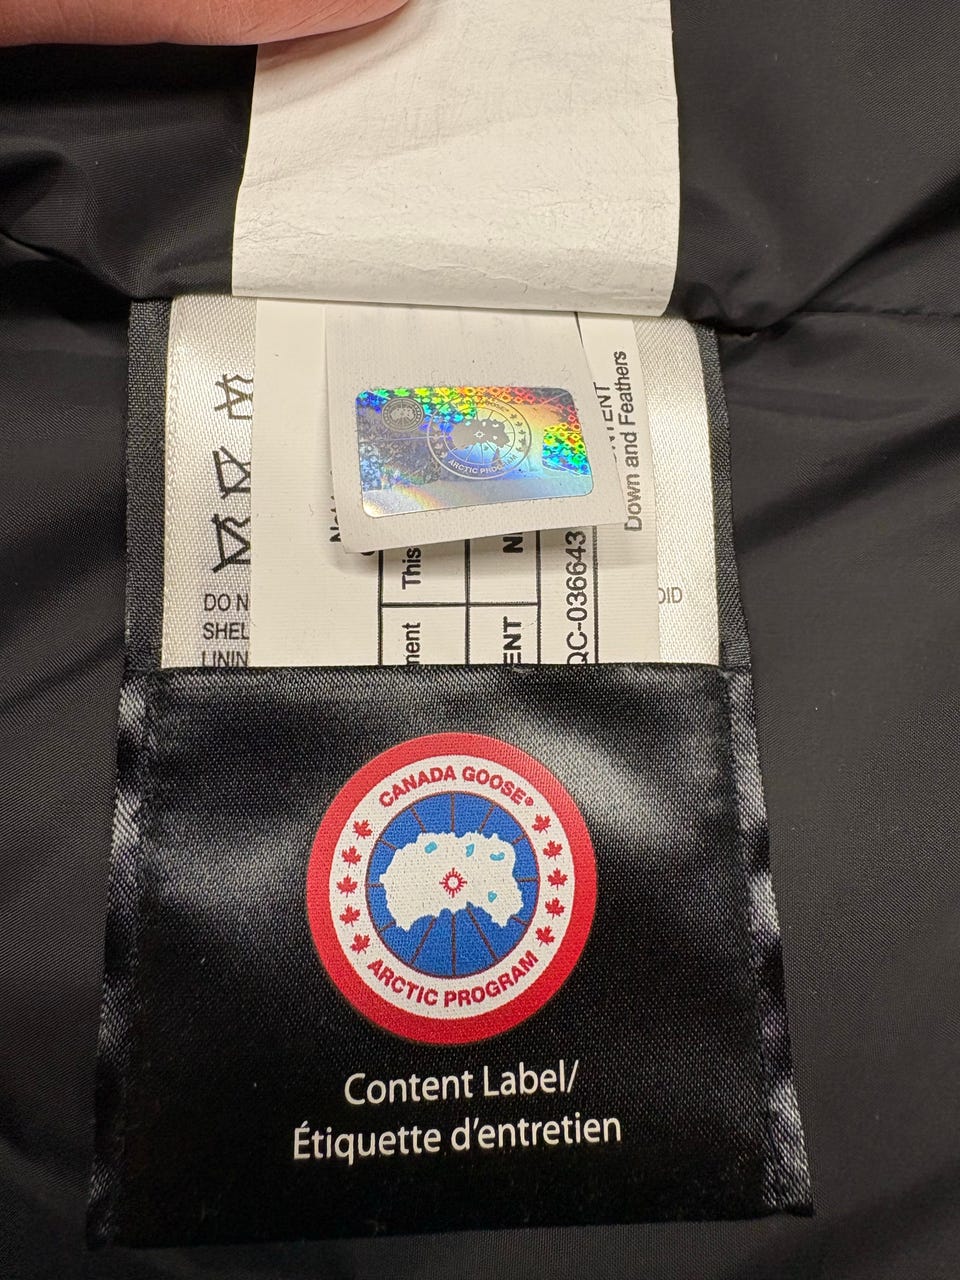 ARCTIC PROGRAM
Down and Feathers
This
QC-036643
DO N
SHEL
LININ
OID
CANADA GOOSE®
ARCTIC PROGRAM
Content Label/
Étiquette d'entretien